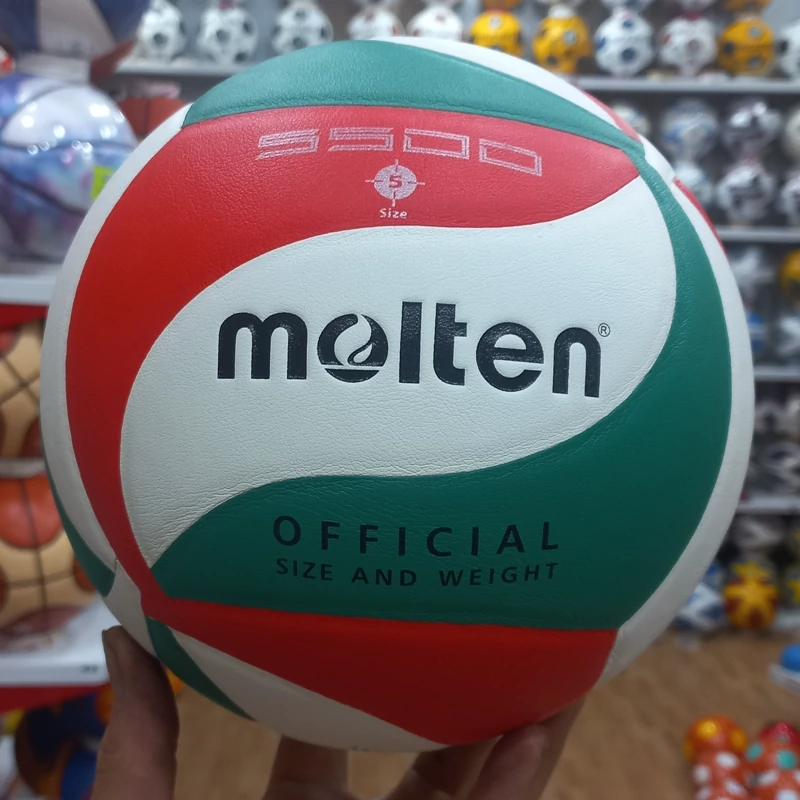 5500
5
Size
molten®
OFFICIAL
SIZE AND WEIGHT